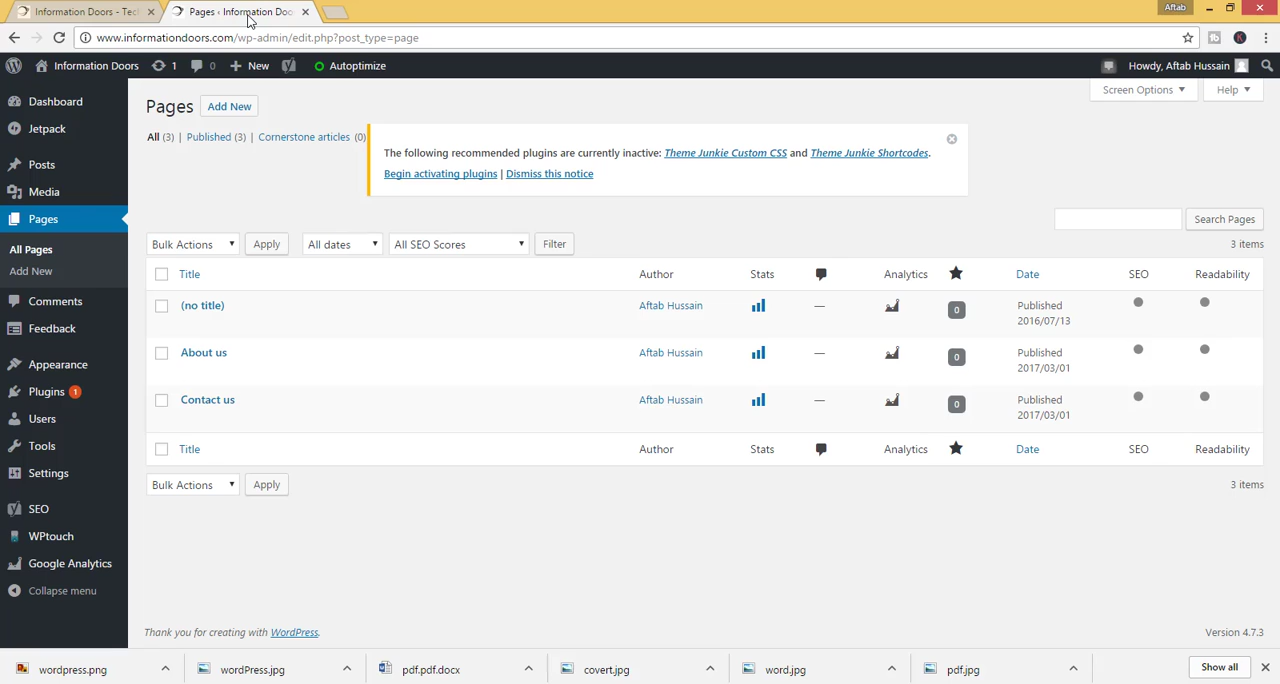 Information Doors - Tecl
Pages ‹ Information Doo
Aftab
www.informationdoors.com/wp-admin/edit.php?post_type=page
Information Doors
1
0
New
Autoptimize
Howdy, Aftab Hussain
Dashboard
Jetpack
Posts
Media
Pages
All Pages
Add New
Comments
Feedback
Appearance
Plugins 1
Users
Tools
Settings
SEO
WPtouch
Google Analytics
Collapse menu
Pages Add New
Screen Options Help
All (3) | Published (3) | Cornerstone articles (0)
The following recommended plugins are currently inactive: Theme Junkie Custom CSS and Theme Junkie Shortcodes.
Begin activating plugins | Dismiss this notice
Search Pages
Bulk Actions Apply All dates All SEO Scores Filter 3 items
Title Author Stats Analytics Date SEO Readability
(no title) Aftab Hussain — 0 Published
2016/07/13
About us Aftab Hussain — 0 Published
2017/03/01
Contact us Aftab Hussain — 0 Published
2017/03/01
Title Author Stats Analytics Date SEO Readability
Bulk Actions Apply 3 items
Thank you for creating with WordPress. Version 4.7.3
wordpress.png wordPress.jpg pdf.pdf.docx covert.jpg word.jpg pdf.jpg Show all